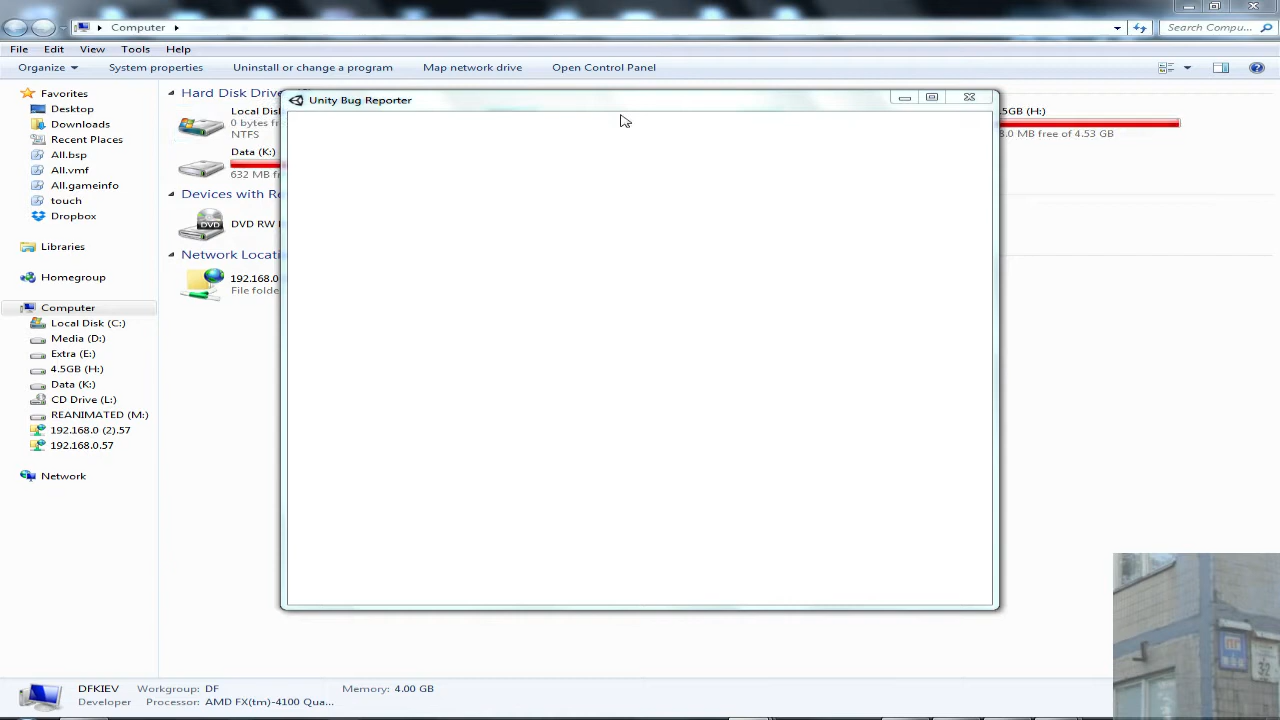 Computer
Search Compu...
File Edit View Tools Help
Organize System properties Uninstall or change a program Map network drive Open Control Panel
Favorites
Desktop
Downloads
Recent Places
All.bsp
All.vmf
All.gameinfo
touch
Dropbox
Libraries
Homegroup
Computer
Local Disk (C:)
Media (D:)
Extra (E:)
4.5GB (H:)
Data (K:)
CD Drive (L:)
REANIMATED (M:)
192.168.0 (2).57
192.168.0.57
Network
Hard Disk Drive
Local Dis
0 bytes fr
NTFS
Data (K:)
632 MB fr
Devices with Re
DVD
DVD RW
Network Locati
192.168.0
File folde
Unity Bug Reporter
.5GB (H:)
MB free of 4.53 GB
DFKIEV Workgroup: DF Memory: 4.00 GB
Developer Processor: AMD FX(tm)-4100 Qua...
32